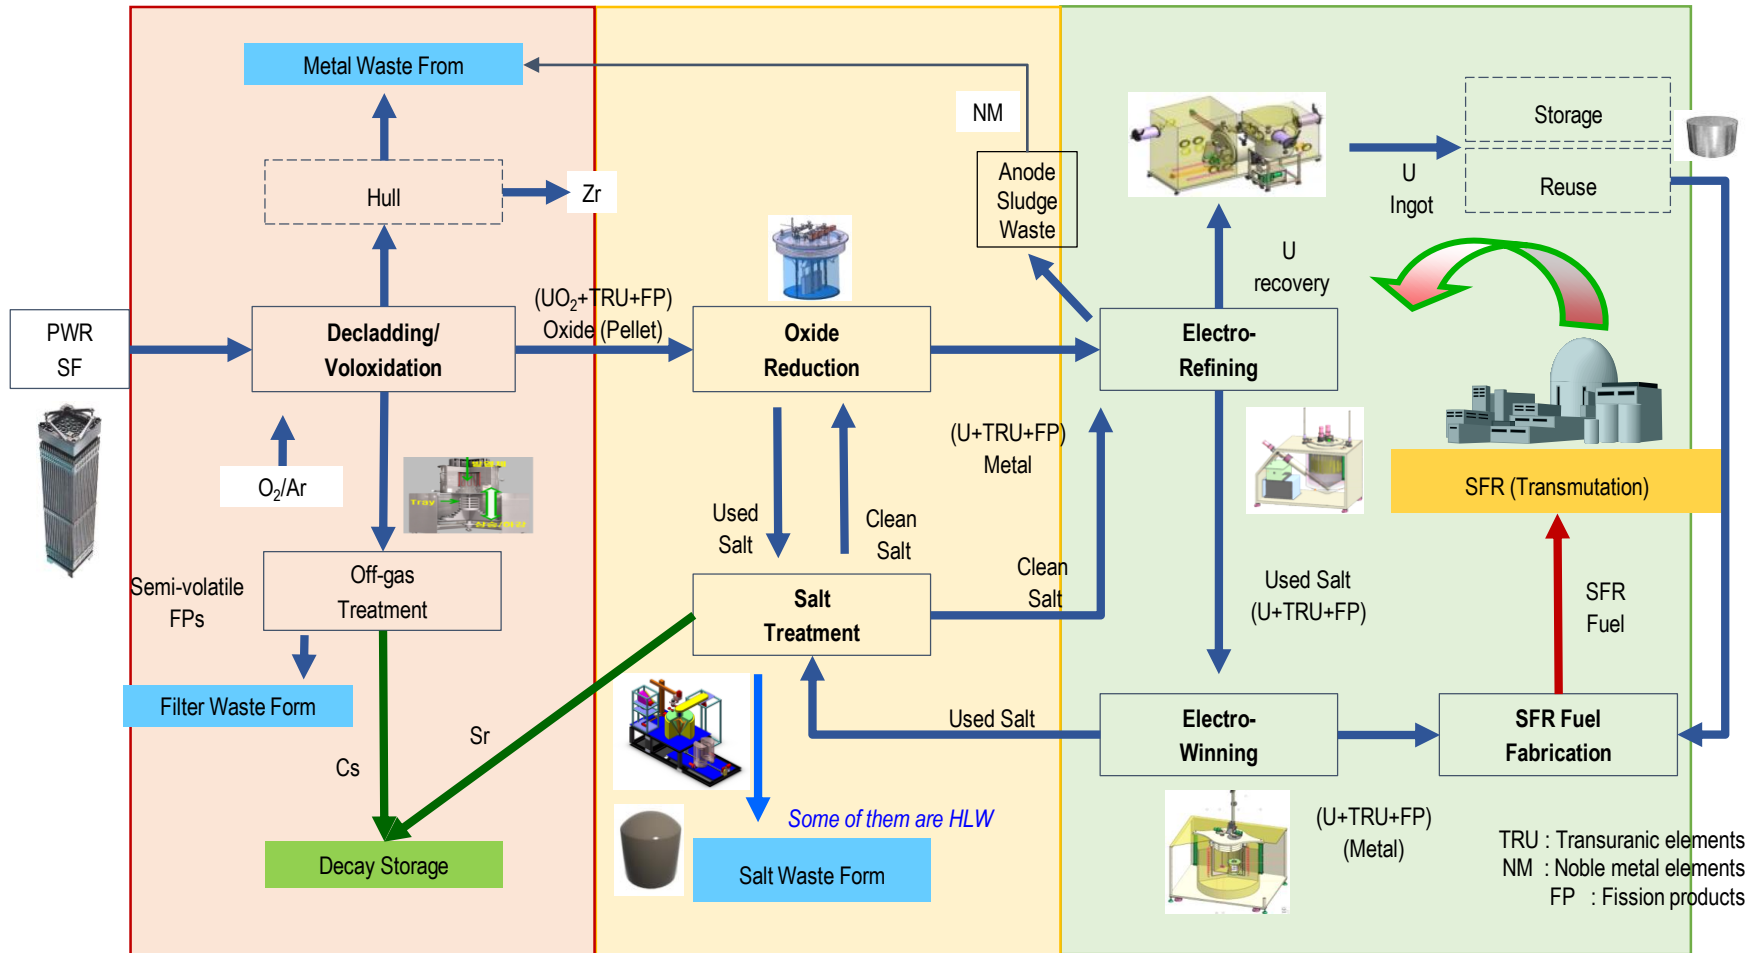 Metal Waste From
NM
Storage
Reuse
U
Ingot
Hull
Zr
Anode
Sludge
Waste
U
recovery
PWR
SF
Decladding/
Voloxidation
(UO₂+TRU+FP)
Oxide (Pellet)
Oxide
Reduction
Electro-
Refining
O₂/Ar
Tray
(U+TRU+FP)
Metal
SFR (Transmutation)
Used
Salt
Clean
Salt
Clean
Salt
Semi-volatile
FPs
Off-gas
Treatment
Salt
Treatment
Used Salt
(U+TRU+FP)
SFR
Fuel
Filter Waste Form
Sr
Cs
Used Salt
Electro-
Winning
SFR Fuel
Fabrication
Some of them are HLW
(U+TRU+FP)
(Metal)
Decay Storage
Salt Waste Form
TRU : Transuranic elements
NM : Noble metal elements
FP : Fission products